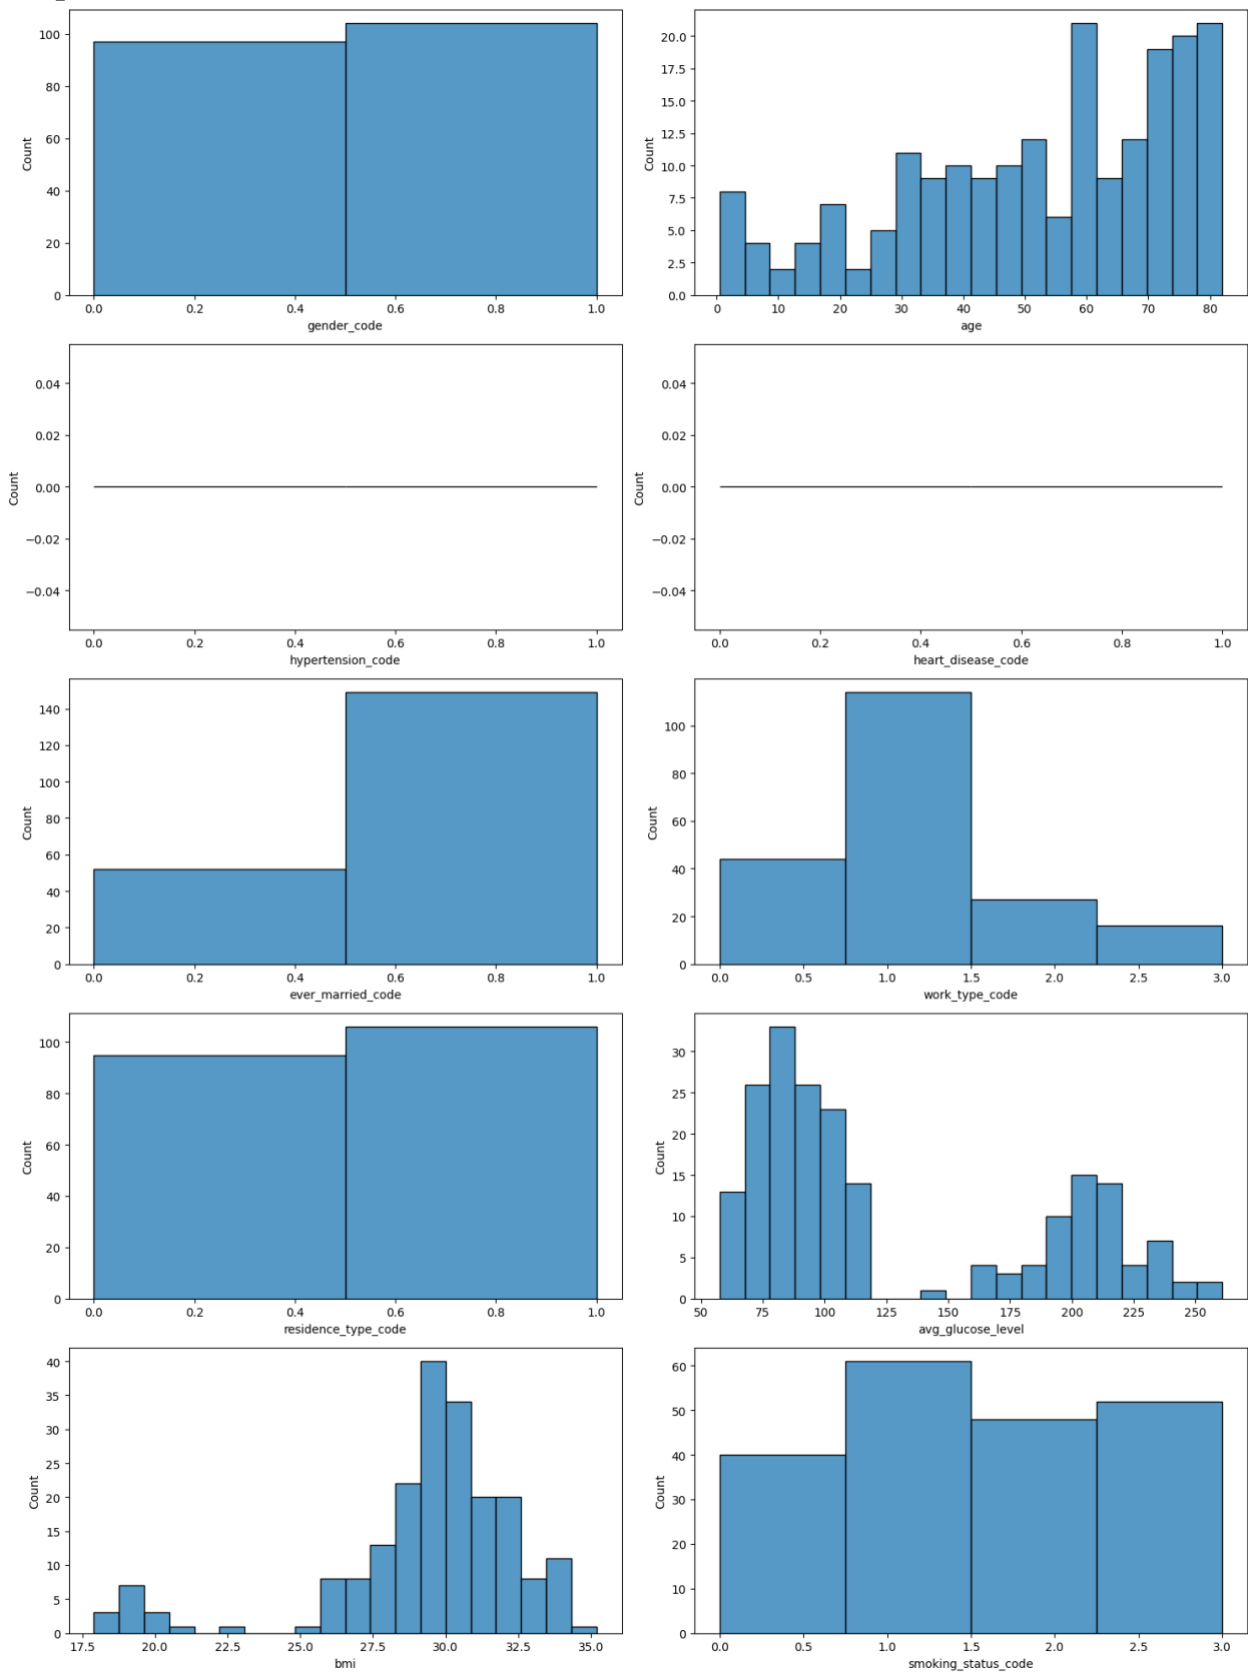 100
80
60
40
20
0
Count
0.0 0.2 0.4 0.6 0.8 1.0
gender_code
20.0
17.5
15.0
12.5
10.0
7.5
5.0
2.5
0.0
Count
0 10 20 30 40 50 60 70 80
age
0.04
0.02
0.00
−0.02
−0.04
Count
0.0 0.2 0.4 0.6 0.8 1.0
hypertension_code
0.04
0.02
0.00
−0.02
−0.04
Count
0.0 0.2 0.4 0.6 0.8 1.0
heart_disease_code
140
120
100
80
60
40
20
0
Count
0.0 0.2 0.4 0.6 0.8 1.0
ever_married_code
100
80
60
40
20
0
Count
0.0 0.5 1.0 1.5 2.0 2.5 3.0
work_type_code
100
80
60
40
20
0
Count
0.0 0.2 0.4 0.6 0.8 1.0
residence_type_code
30
25
20
15
10
5
0
Count
50 75 100 125 150 175 200 225 250
avg_glucose_level
40
35
30
25
20
15
10
5
0
Count
17.5 20.0 22.5 25.0 27.5 30.0 32.5 35.0
bmi
60
50
40
30
20
10
0
Count
0.0 0.5 1.0 1.5 2.0 2.5 3.0
smoking_status_code